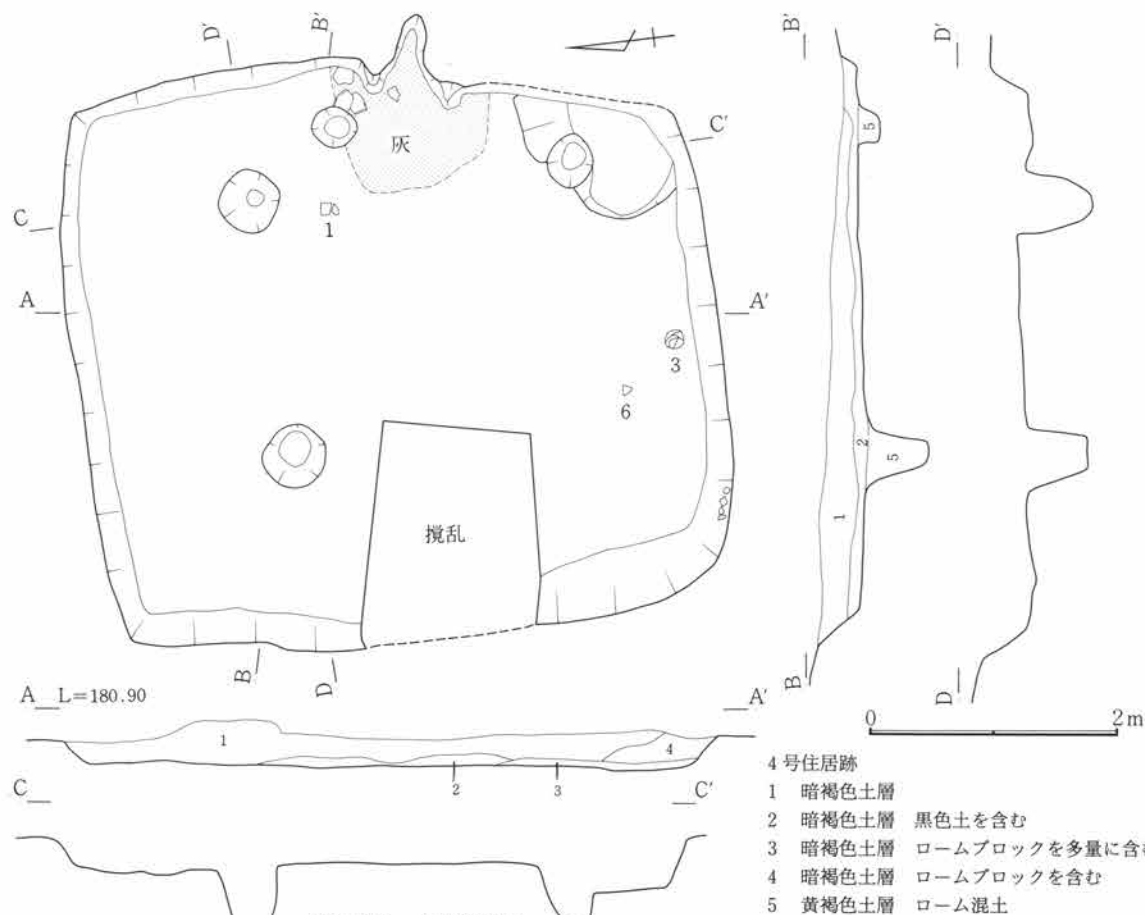 D'
B'
灰
C'
C
1
A
A'
3
6
撹乱
B
D
B'
5
2
5
1
B
D'
D
A L=180.90
A'
1
4
2
3
C
C'
0
2m
4号住居跡
1 暗褐色土層
2 暗褐色土層 黒色土を含む
3 暗褐色土層 ロームブロックを多量に含む
4 暗褐色土層 ロームブロックを含む
5 黄褐色土層 ローム混土